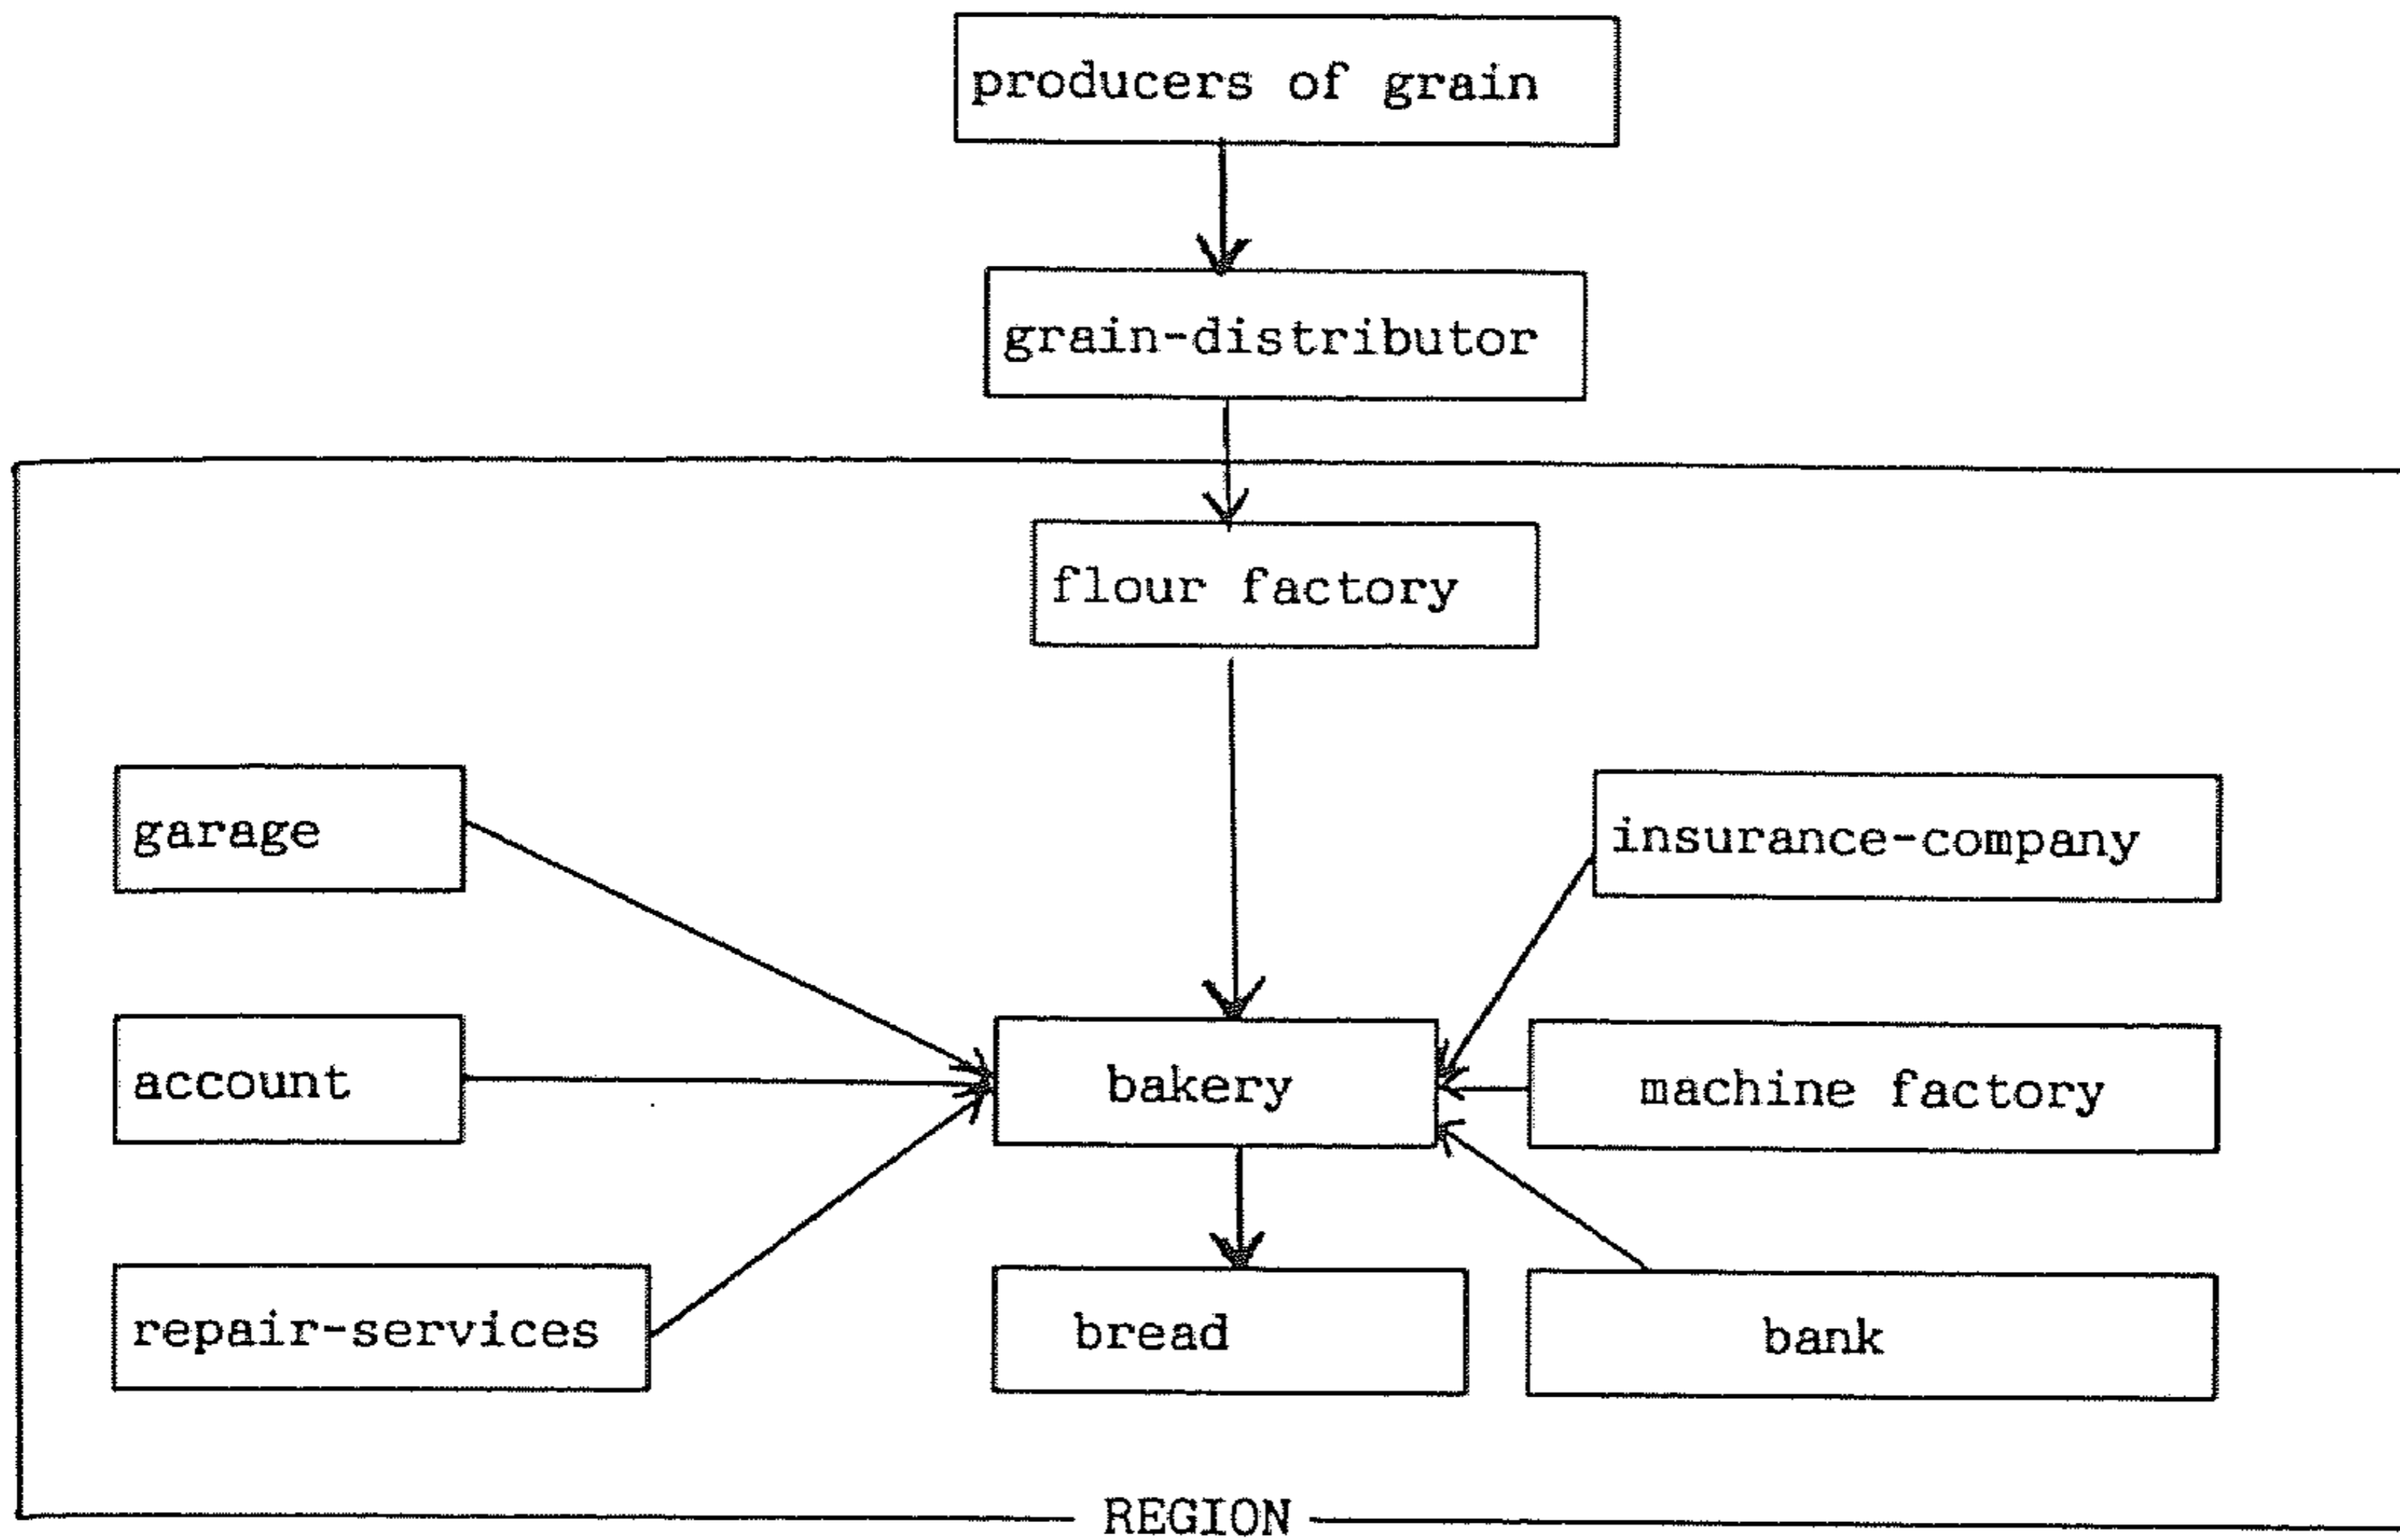 producers of grain
grain-distributor
flour factory
garage
insurance-company
account
bakery
machine factory
repair-services
bread
bank
REGION